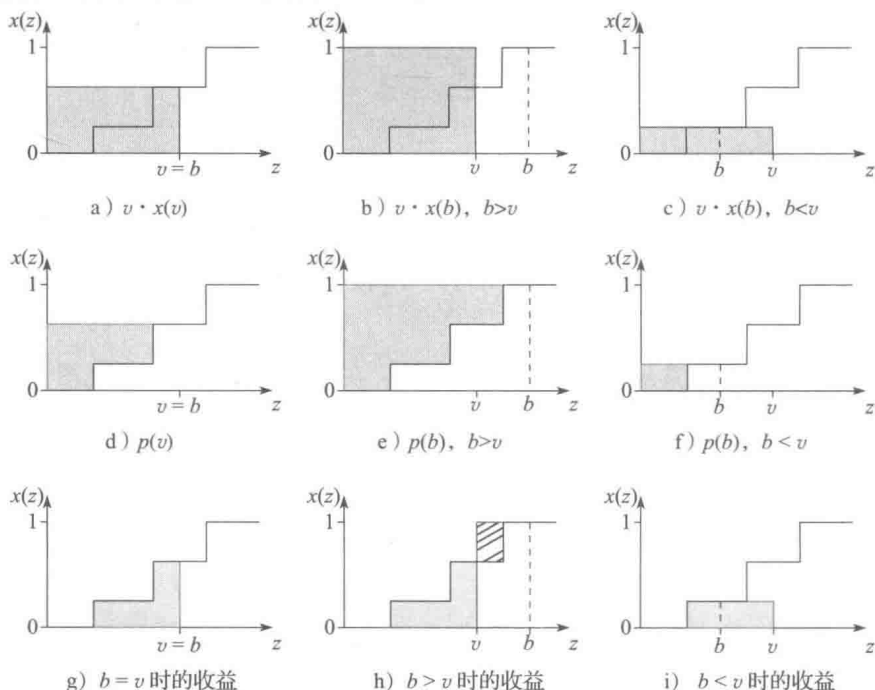 x(z) x(z) x(z)
1 1 1
0 0 0
v = b z v b z b v z
a) v · x(v) b) v · x(b), b>v c) v · x(b), b<v
x(z) x(z) x(z)
1 1 1
0 0 0
v = b z v b z b v z
d) p(v) e) p(b), b>v f) p(b), b < v
x(z) x(z) x(z)
1 1 1
0 0 0
v = b z v b z b v z
g) b = v 时的收益 h) b > v 时的收益 i) b < v 时的收益